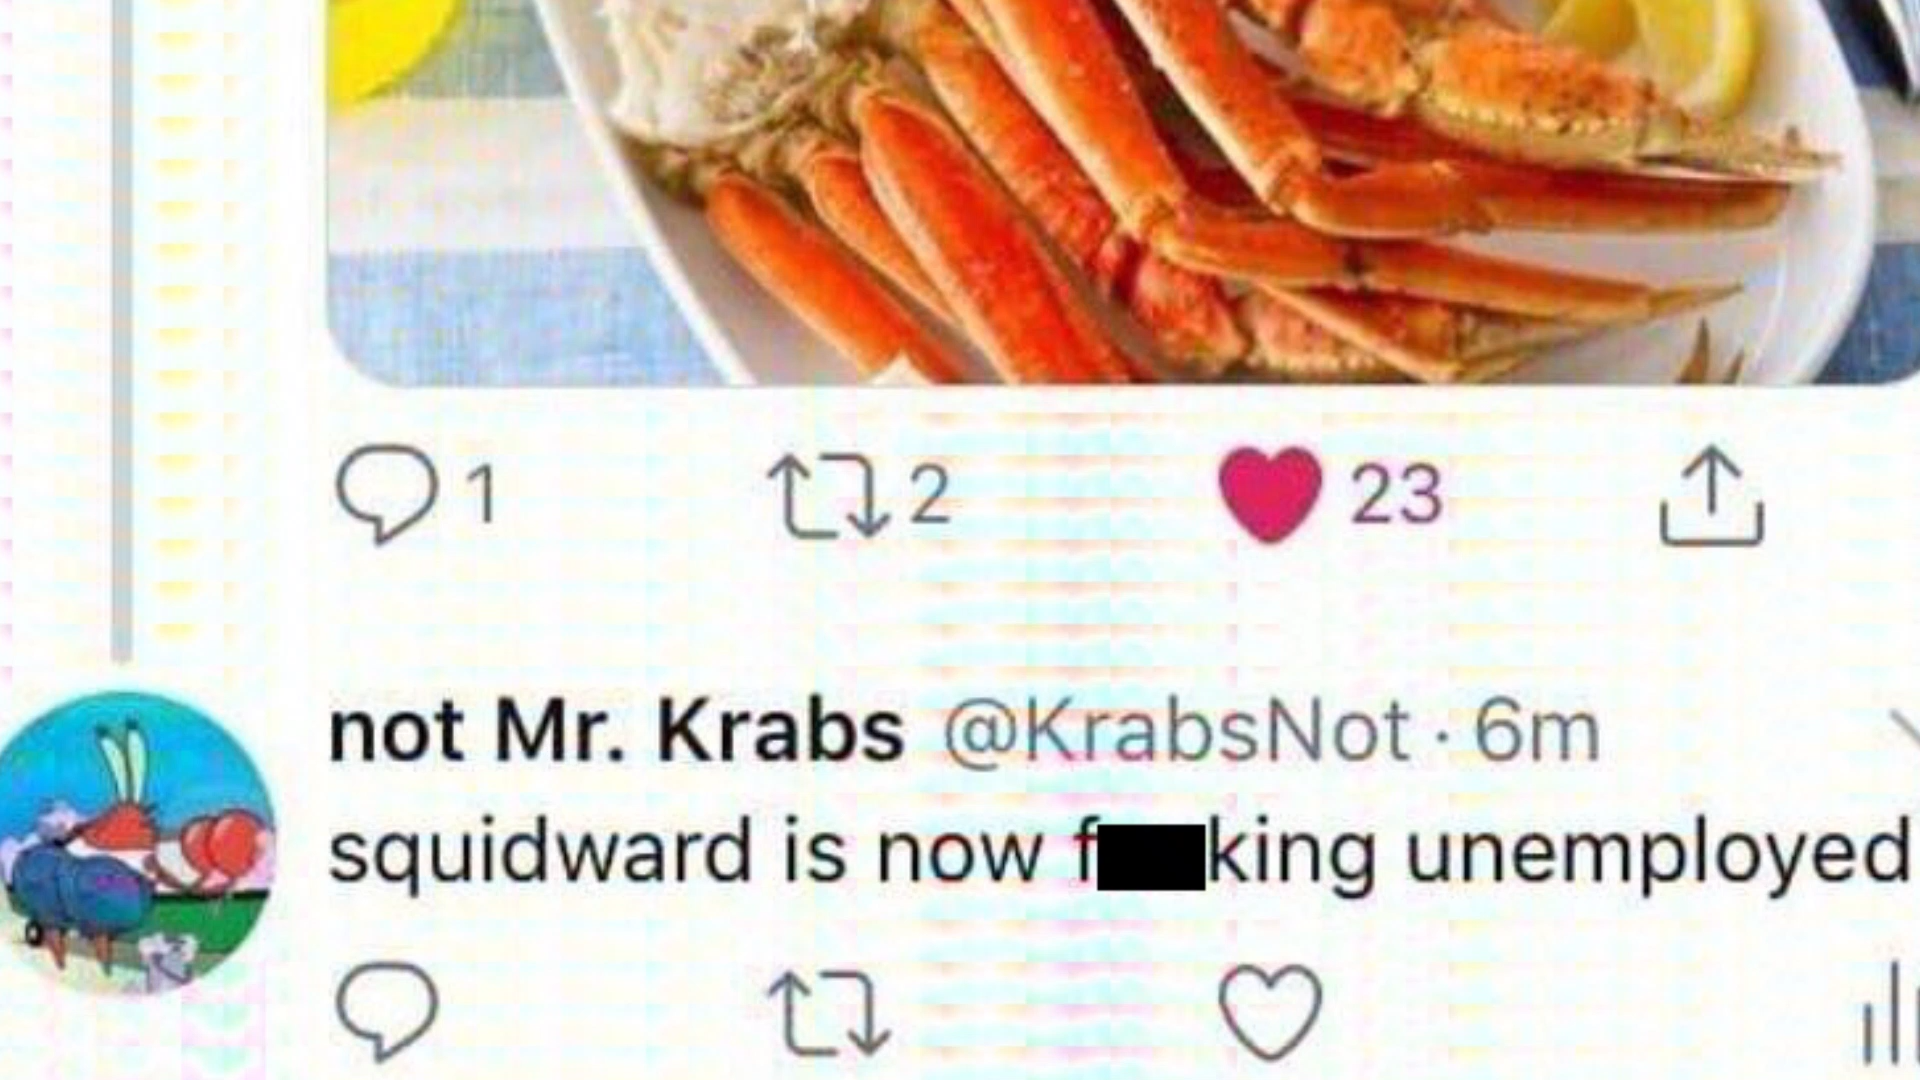 1 2 23
not Mr. Krabs @KrabsNot · 6m
squidward is now f king unemployed